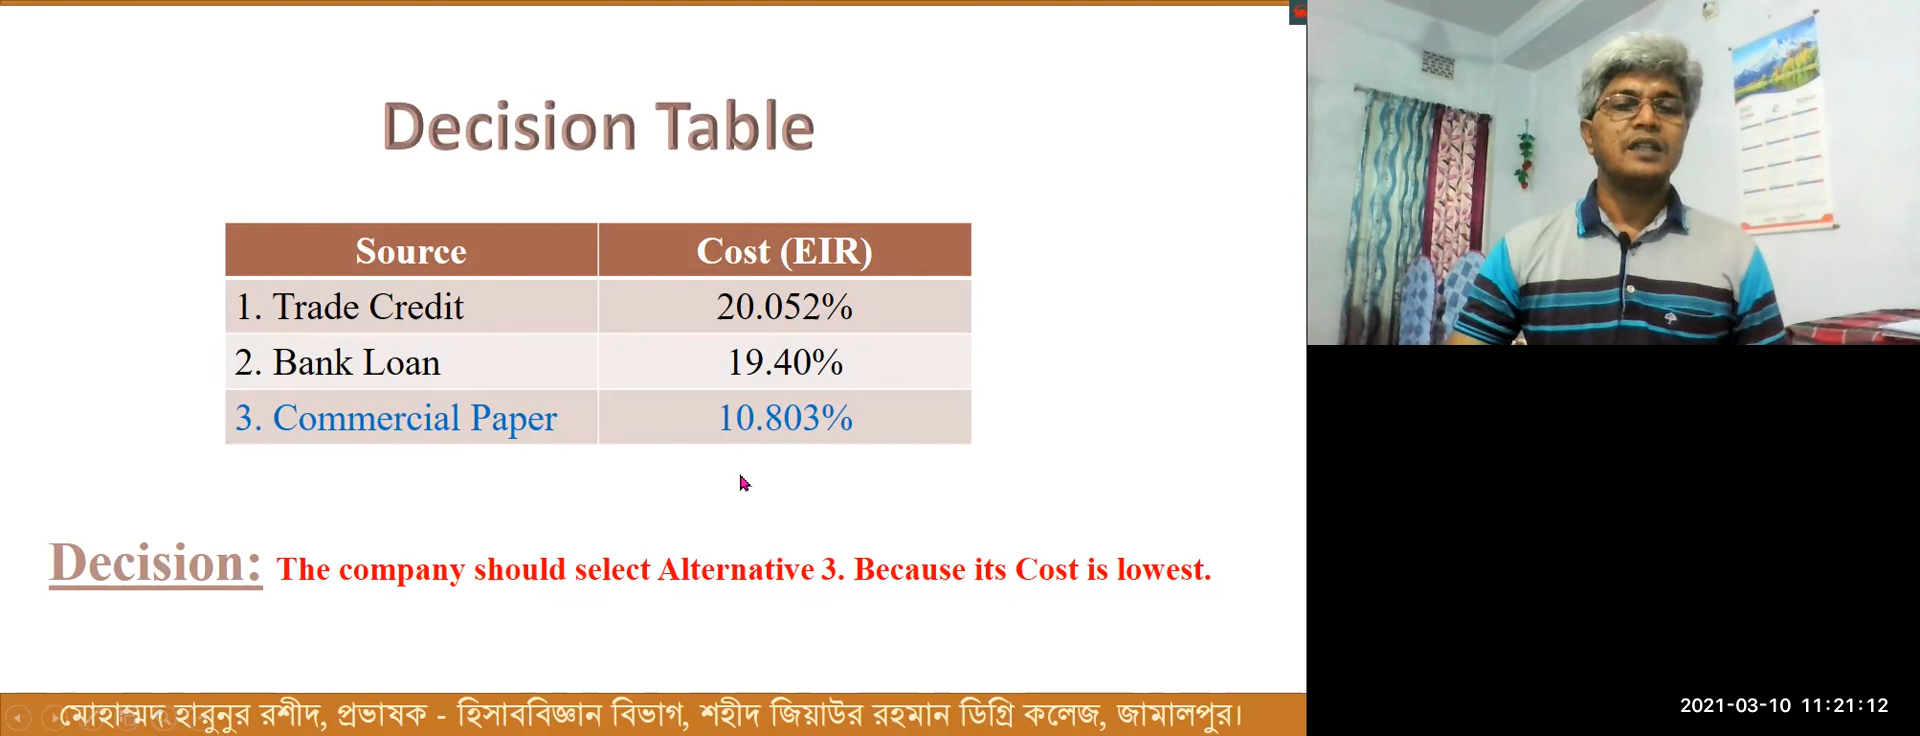 Decision Table
Source Cost (EIR)
1. Trade Credit 20.052%
2. Bank Loan 19.40%
3. Commercial Paper 10.803%
Decision: The company should select Alternative 3. Because its Cost is lowest.
মোহাম্মদ হারুনুর রশীদ, প্রভাষক - হিসাববিজ্ঞান বিভাগ, শহীদ জিয়াউর রহমান ডিগ্রি কলেজ, জামালপুর।
2021-03-10 11:21:12